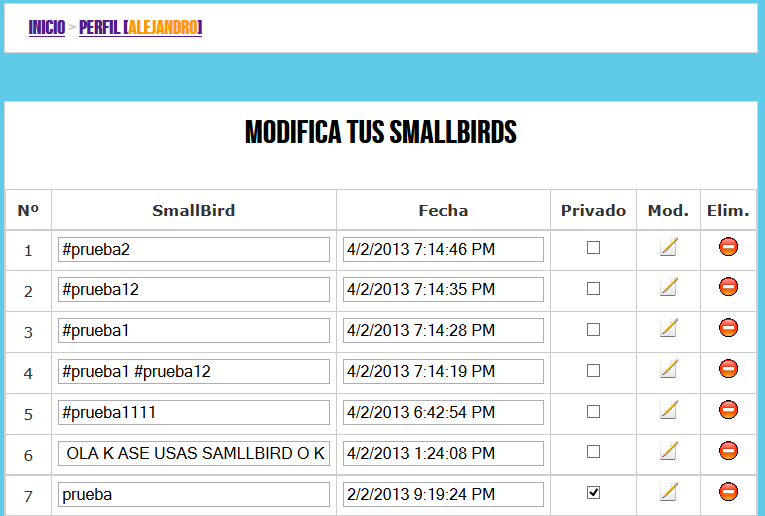 INICIO > PERFIL [ALEJANDRO]
MODIFICA TUS SMALLBIRDS
Nº SmallBird Fecha Privado Mod. Elim.
1 #prueba2 4/2/2013 7:14:46 PM
2 #prueba12 4/2/2013 7:14:35 PM
3 #prueba1 4/2/2013 7:14:28 PM
4 #prueba1 #prueba12 4/2/2013 7:14:19 PM
5 #prueba1111 4/2/2013 6:42:54 PM
6 OLA K ASE USAS SAMLLBIRD O K 4/2/2013 1:24:08 PM
7 prueba 2/2/2013 9:19:24 PM